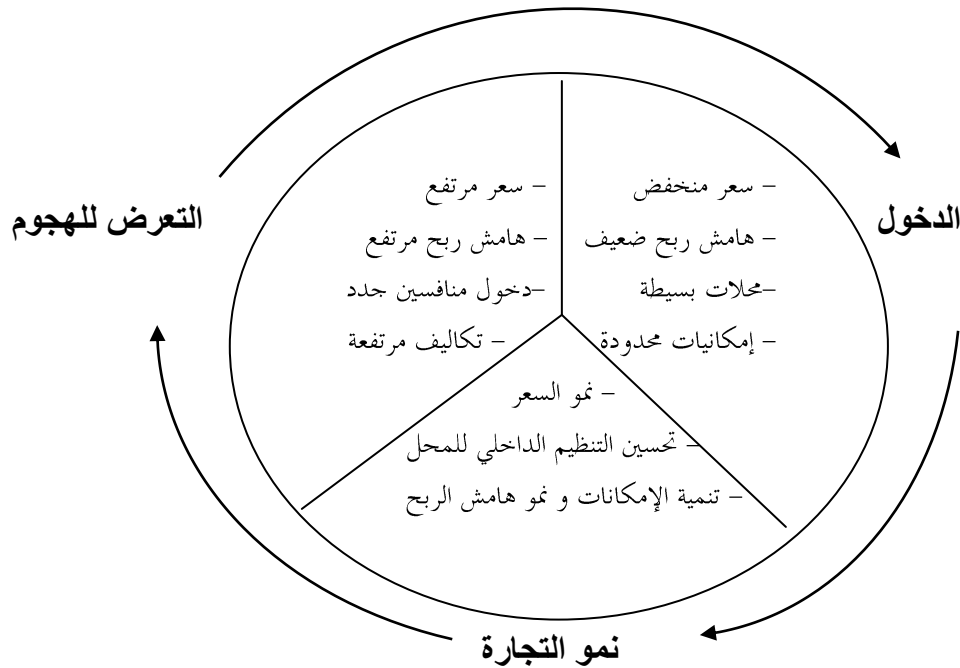 الدخول
– سعر منخفض
– هامش ربح ضعيف
–محلات بسيطة
– إمكانيات محدودة
– نمو السعر
– تحسين التنظيم الداخلي للمحل
– تنمية الإمكانات و نمو هامش الربح
نمو التجارة
– سعر مرتفع
– هامش ربح مرتفع
–دخول منافسين جدد
– تكاليف مرتفعة
التعرض للهجوم